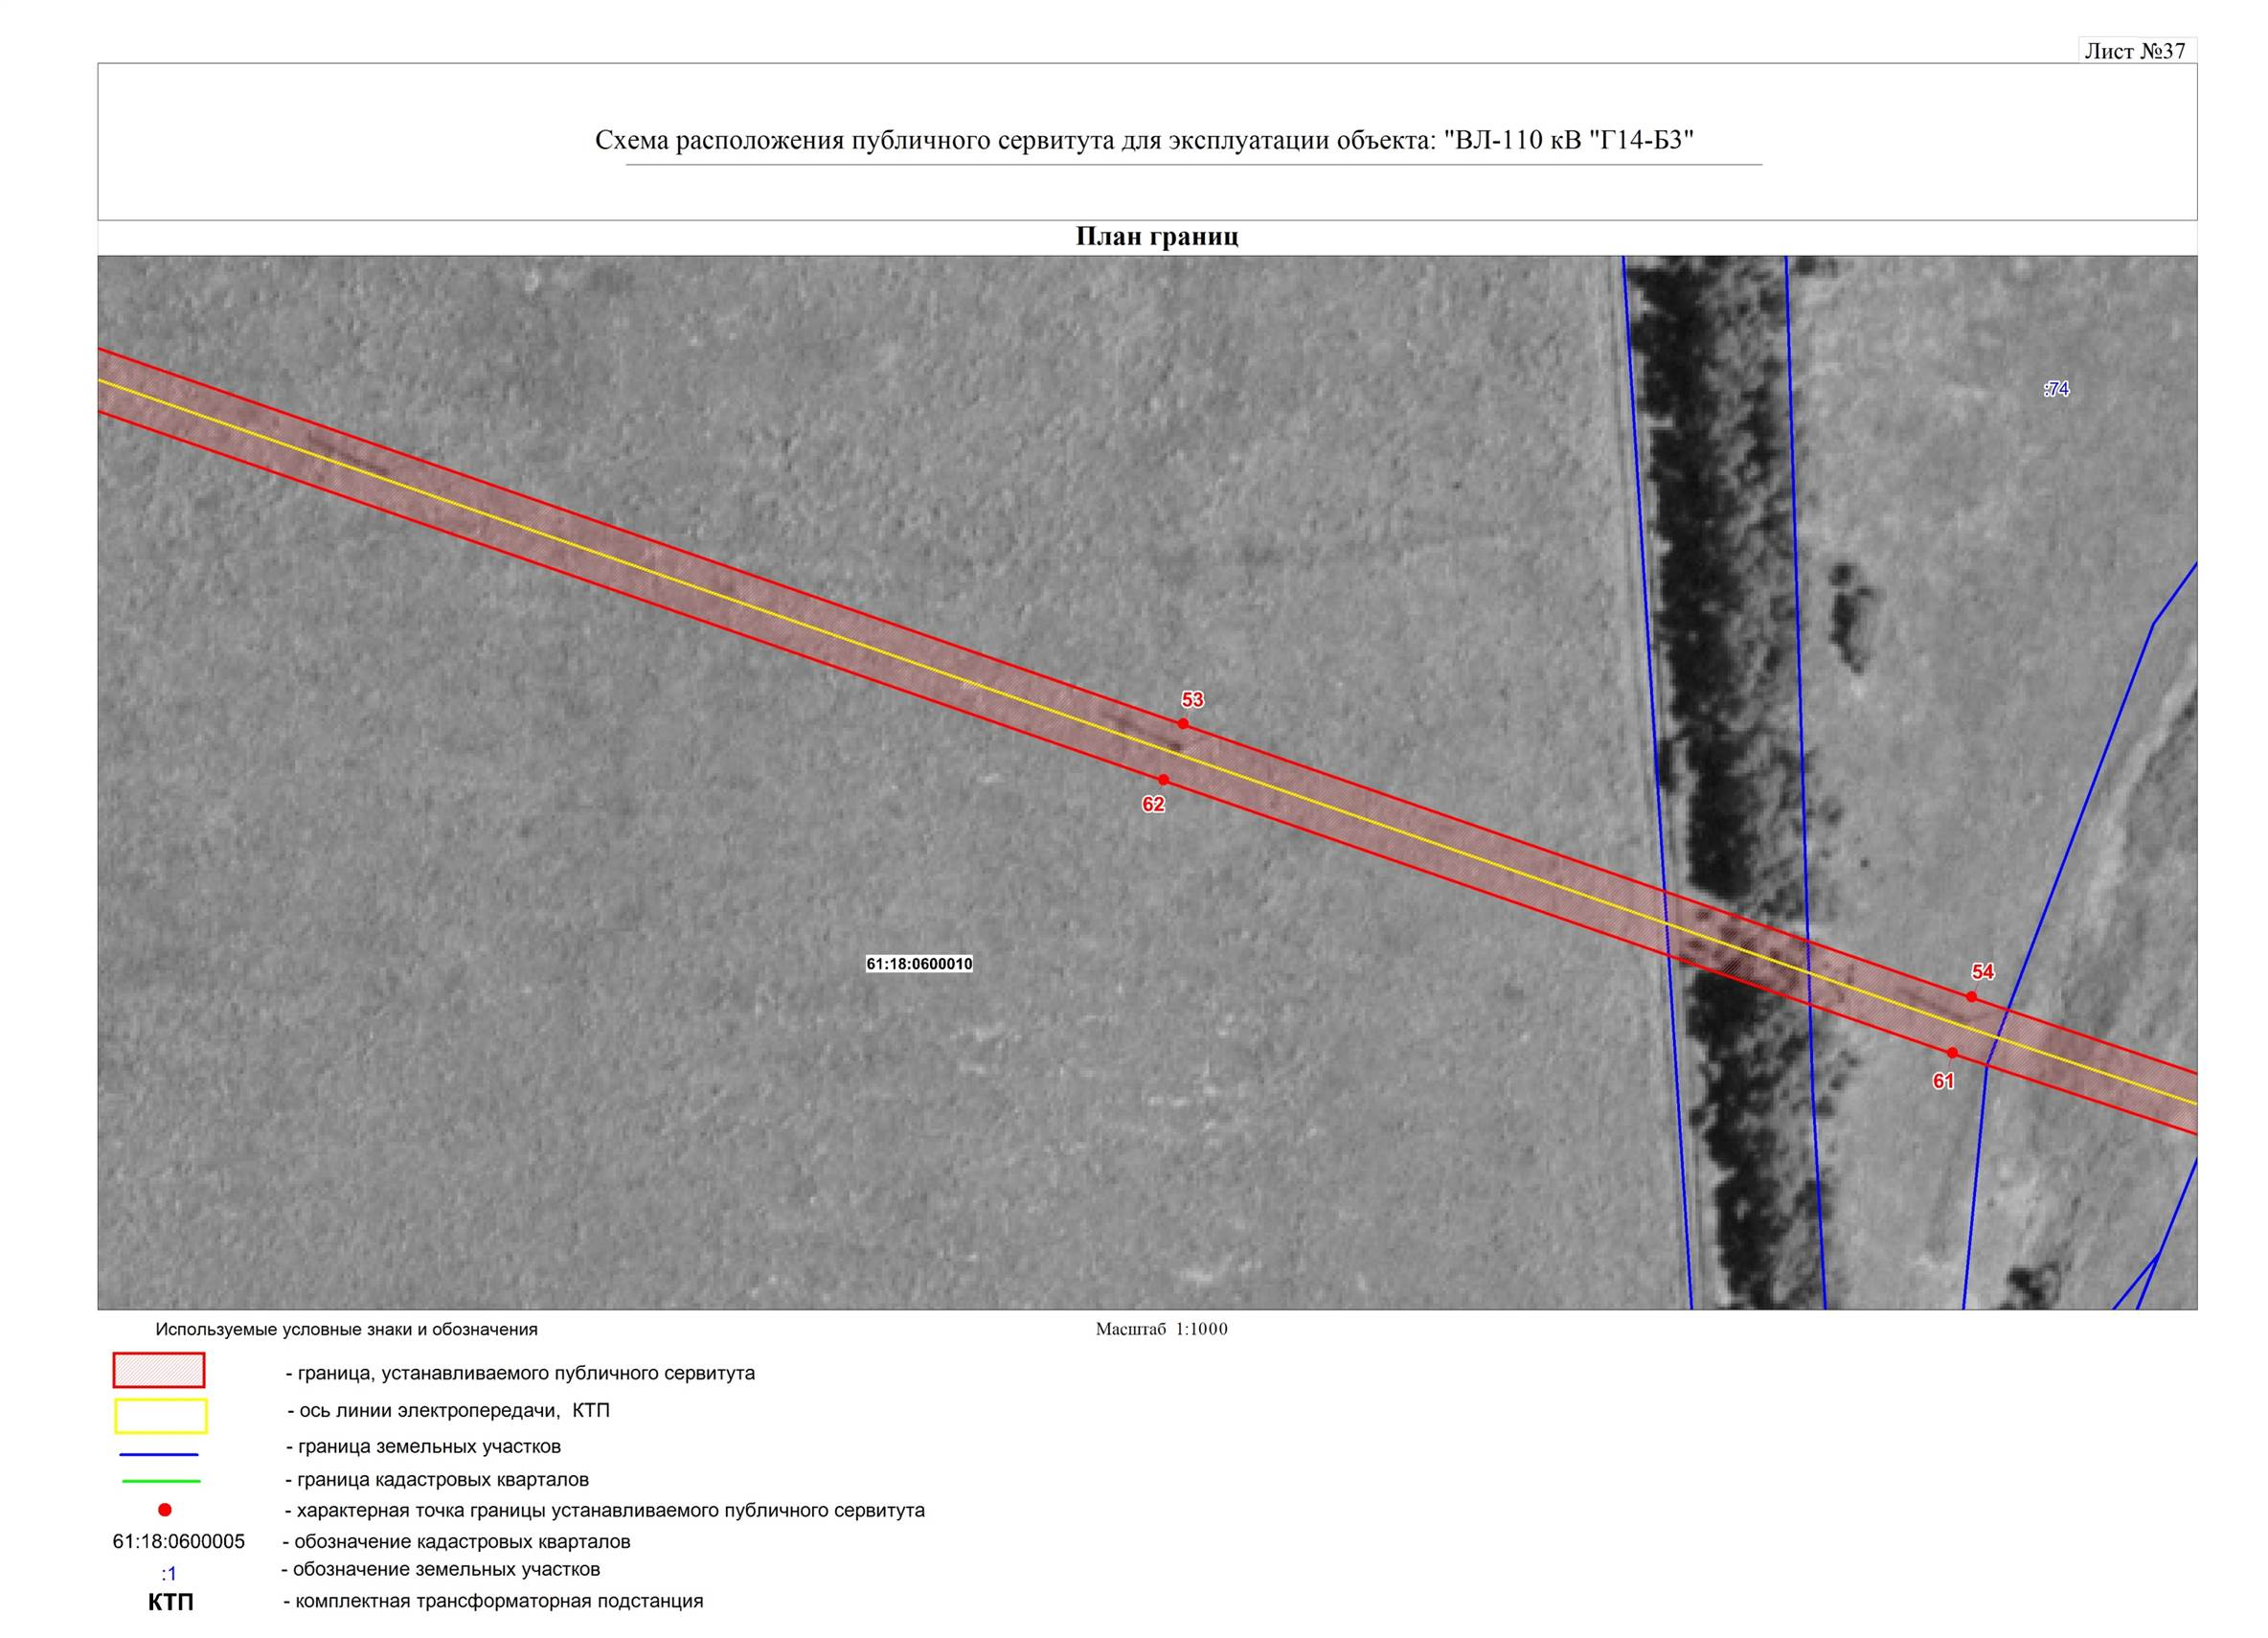 Лист №37
Схема расположения публичного сервитута для эксплуатации объекта: "ВЛ-110 кВ "Г14-Б3"
План границ
:74
53
62
61:18:0600010
54
61
Используемые условные знаки и обозначения
Масштаб 1:1000
- граница, устанавливаемого публичного сервитута
- ось линии электропередачи, КТП
- граница земельных участков
- граница кадастровых кварталов
- характерная точка границы устанавливаемого публичного сервитута
61:18:0600005 - обозначение кадастровых кварталов
:1 - обозначение земельных участков
КТП - комплектная трансформаторная подстанция